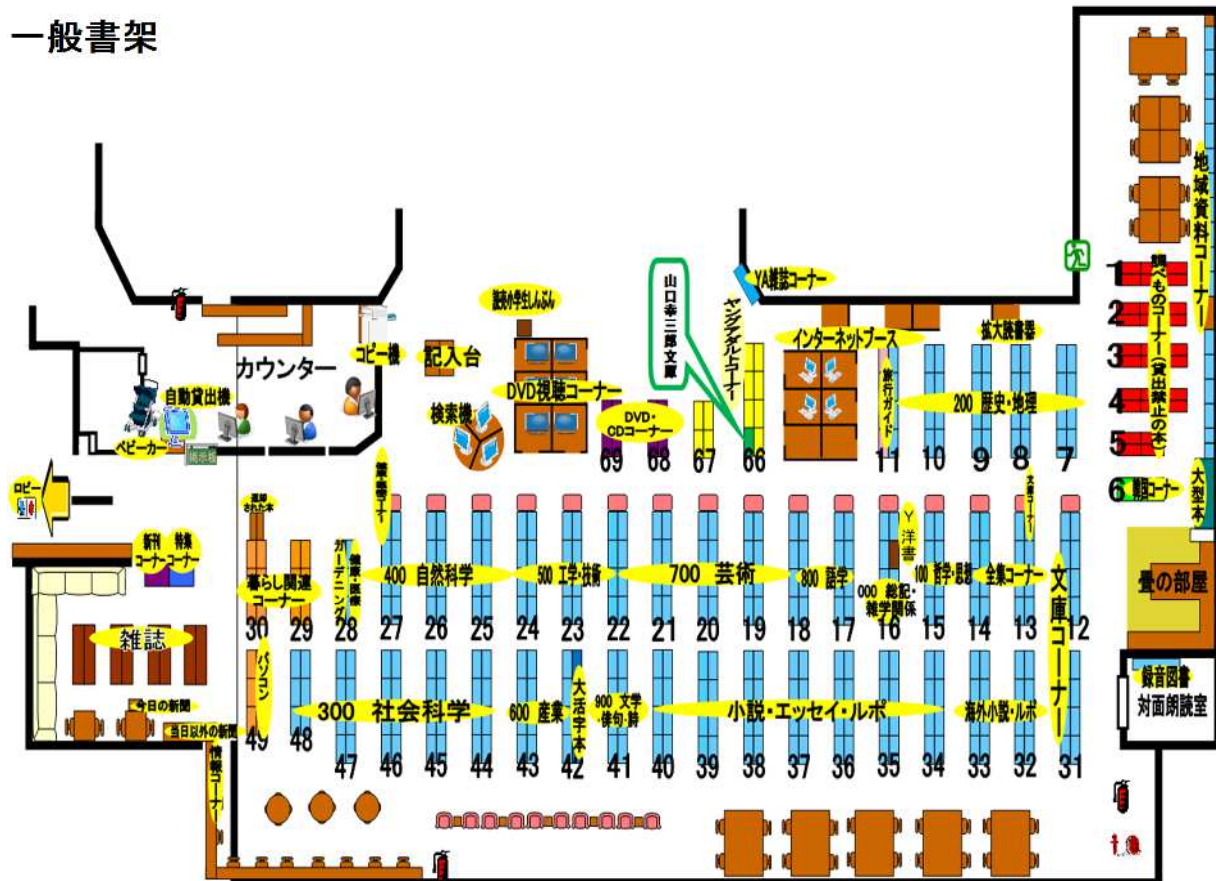 一般書架
YA雑誌コーナー
山口幸三郎文庫
ヤングアダルトコーナー
読売小学生しんぶん
インターネットブース
拡大読書器
地域資料コーナー
調べものコーナー(貸出禁止の本)
1
2
3
4
5
6
韓国コーナー
大型本
コピー機
記入台
カウンター
DVD視聴コーナー
DVD・
CDコーナー
検索機
自動貸出機
ベビーカー
掲示板
旅行ガイド
200 歴史・地理
69
68
67
66
11
10
9
8
7
ロビー
新刊
コーナー
特集
コーナー
返却
された本
暮らし関連
コーナー
ガーデニング
健康・医療
400 自然科学
500 工学・技術
700 芸術
800 語学
Y
洋書
000 総記・
雑学関係
100 哲学・思想
全集コーナー
文庫コーナー
畳の部屋
30
29
28
27
26
25
24
23
22
21
20
19
18
17
16
15
14
13
12
雑誌
今日の新聞
当日以外の新聞
情報コーナー
パソコン
300 社会科学
600 産業
大活字本
900 文学
・俳句・詩
小説・エッセイ・ルポ
海外小説・ルポ
録音図書
対面朗読室
49
48
47
46
45
44
43
42
41
40
39
38
37
36
35
34
33
32
31